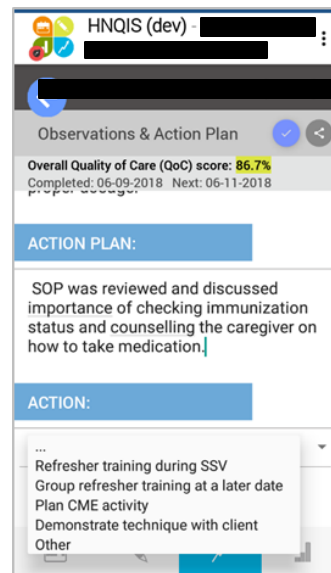 HNQIS (dev) -
Observations & Action Plan
Overall Quality of Care (QoC) score: 86.7%
Completed: 06-09-2018 Next: 06-11-2018
proper dosage.
ACTION PLAN:
SOP was reviewed and discussed
importance of checking immunization
status and counselling the caregiver on
how to take medication.
ACTION:
...
Refresher training during SSV
Group refresher training at a later date
Plan CME activity
Demonstrate technique with client
Other